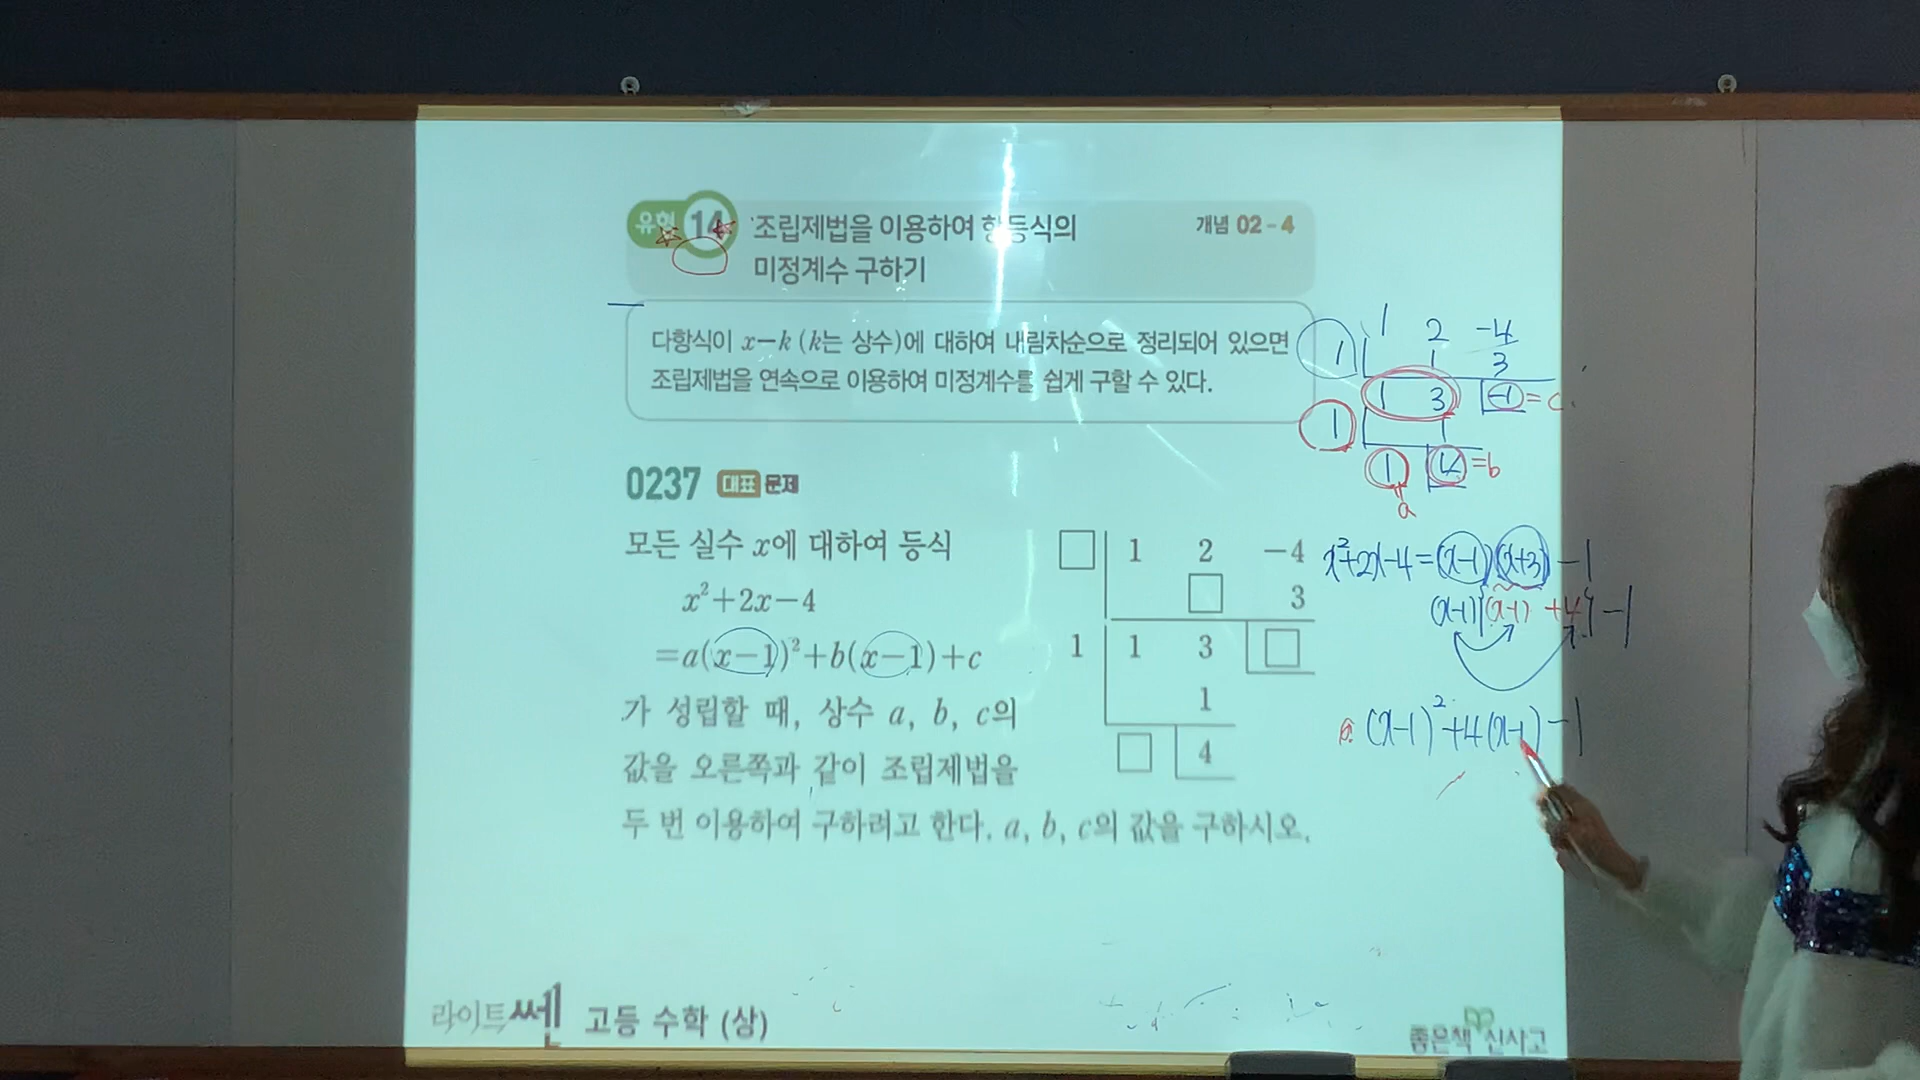 유형 14 조립제법을 이용하여 항등식의 개념 02-4
미정계수 구하기
다항식이 x-k (k는 상수)에 대하여 내림차순으로 정리되어 있으면
조립제법을 연속으로 이용하여 미정계수를 쉽게 구할 수 있다.
0237 대표 문제
모든 실수 x에 대하여 등식
x²+2x-4
=a(x-1)²+b(x-1)+c
가 성립할 때, 상수 a, b, c의
값을 오른쪽과 같이 조립제법을
두 번 이용하여 구하려고 한다. a, b, c의 값을 구하시오.
□ 1 2 -4
□ 3
1 1 3 □
1
□ 4
1 2 -4
1 1 3
1 3 -1 = c
1 1
1 4 = b
a
x²+2x-4=(x-1)(x+3)-1
(x-1){(x-1)+4}-1
(x-1)²+4(x-1)-1
라이트쎈 고등 수학 (상)
좋은책 신사고